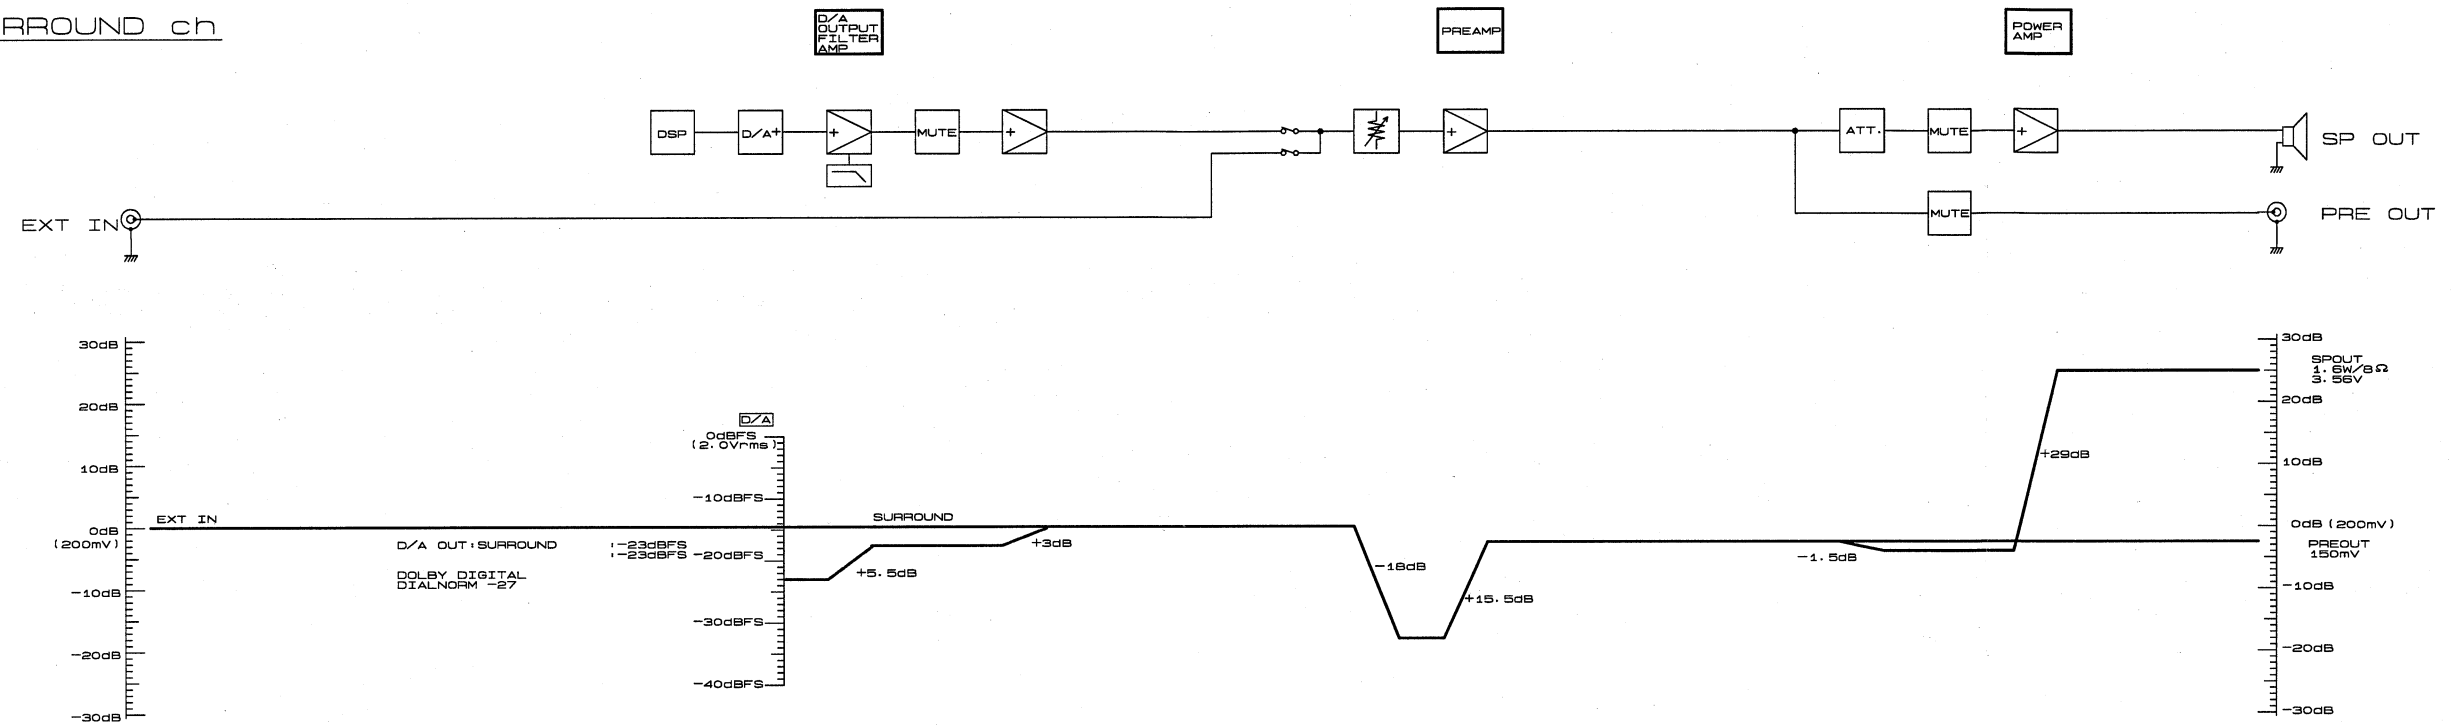 RROUND ch
D/A
OUTPUT
FILTER
AMP
PREAMP
POWER
AMP
DSP
D/A
MUTE
ATT.
MUTE
SP OUT
EXT IN
MUTE
PRE OUT
30dB
20dB
10dB
0dB
(200mV)
-10dB
-20dB
-30dB
EXT IN
D/A OUT:SURROUND :-23dBFS
:-23dBFS
DOLBY DIGITAL
DIALNORM -27
D/A
0dBFS
(2.0Vrms)
-10dBFS
-20dBFS
-30dBFS
-40dBFS
SURROUND
+5.5dB
+3dB
-18dB
+15.5dB
-1.5dB
+29dB
30dB
SPOUT
1.6W/8Ω
3.56V
20dB
10dB
0dB (200mV)
PREOUT
150mV
-10dB
-20dB
-30dB